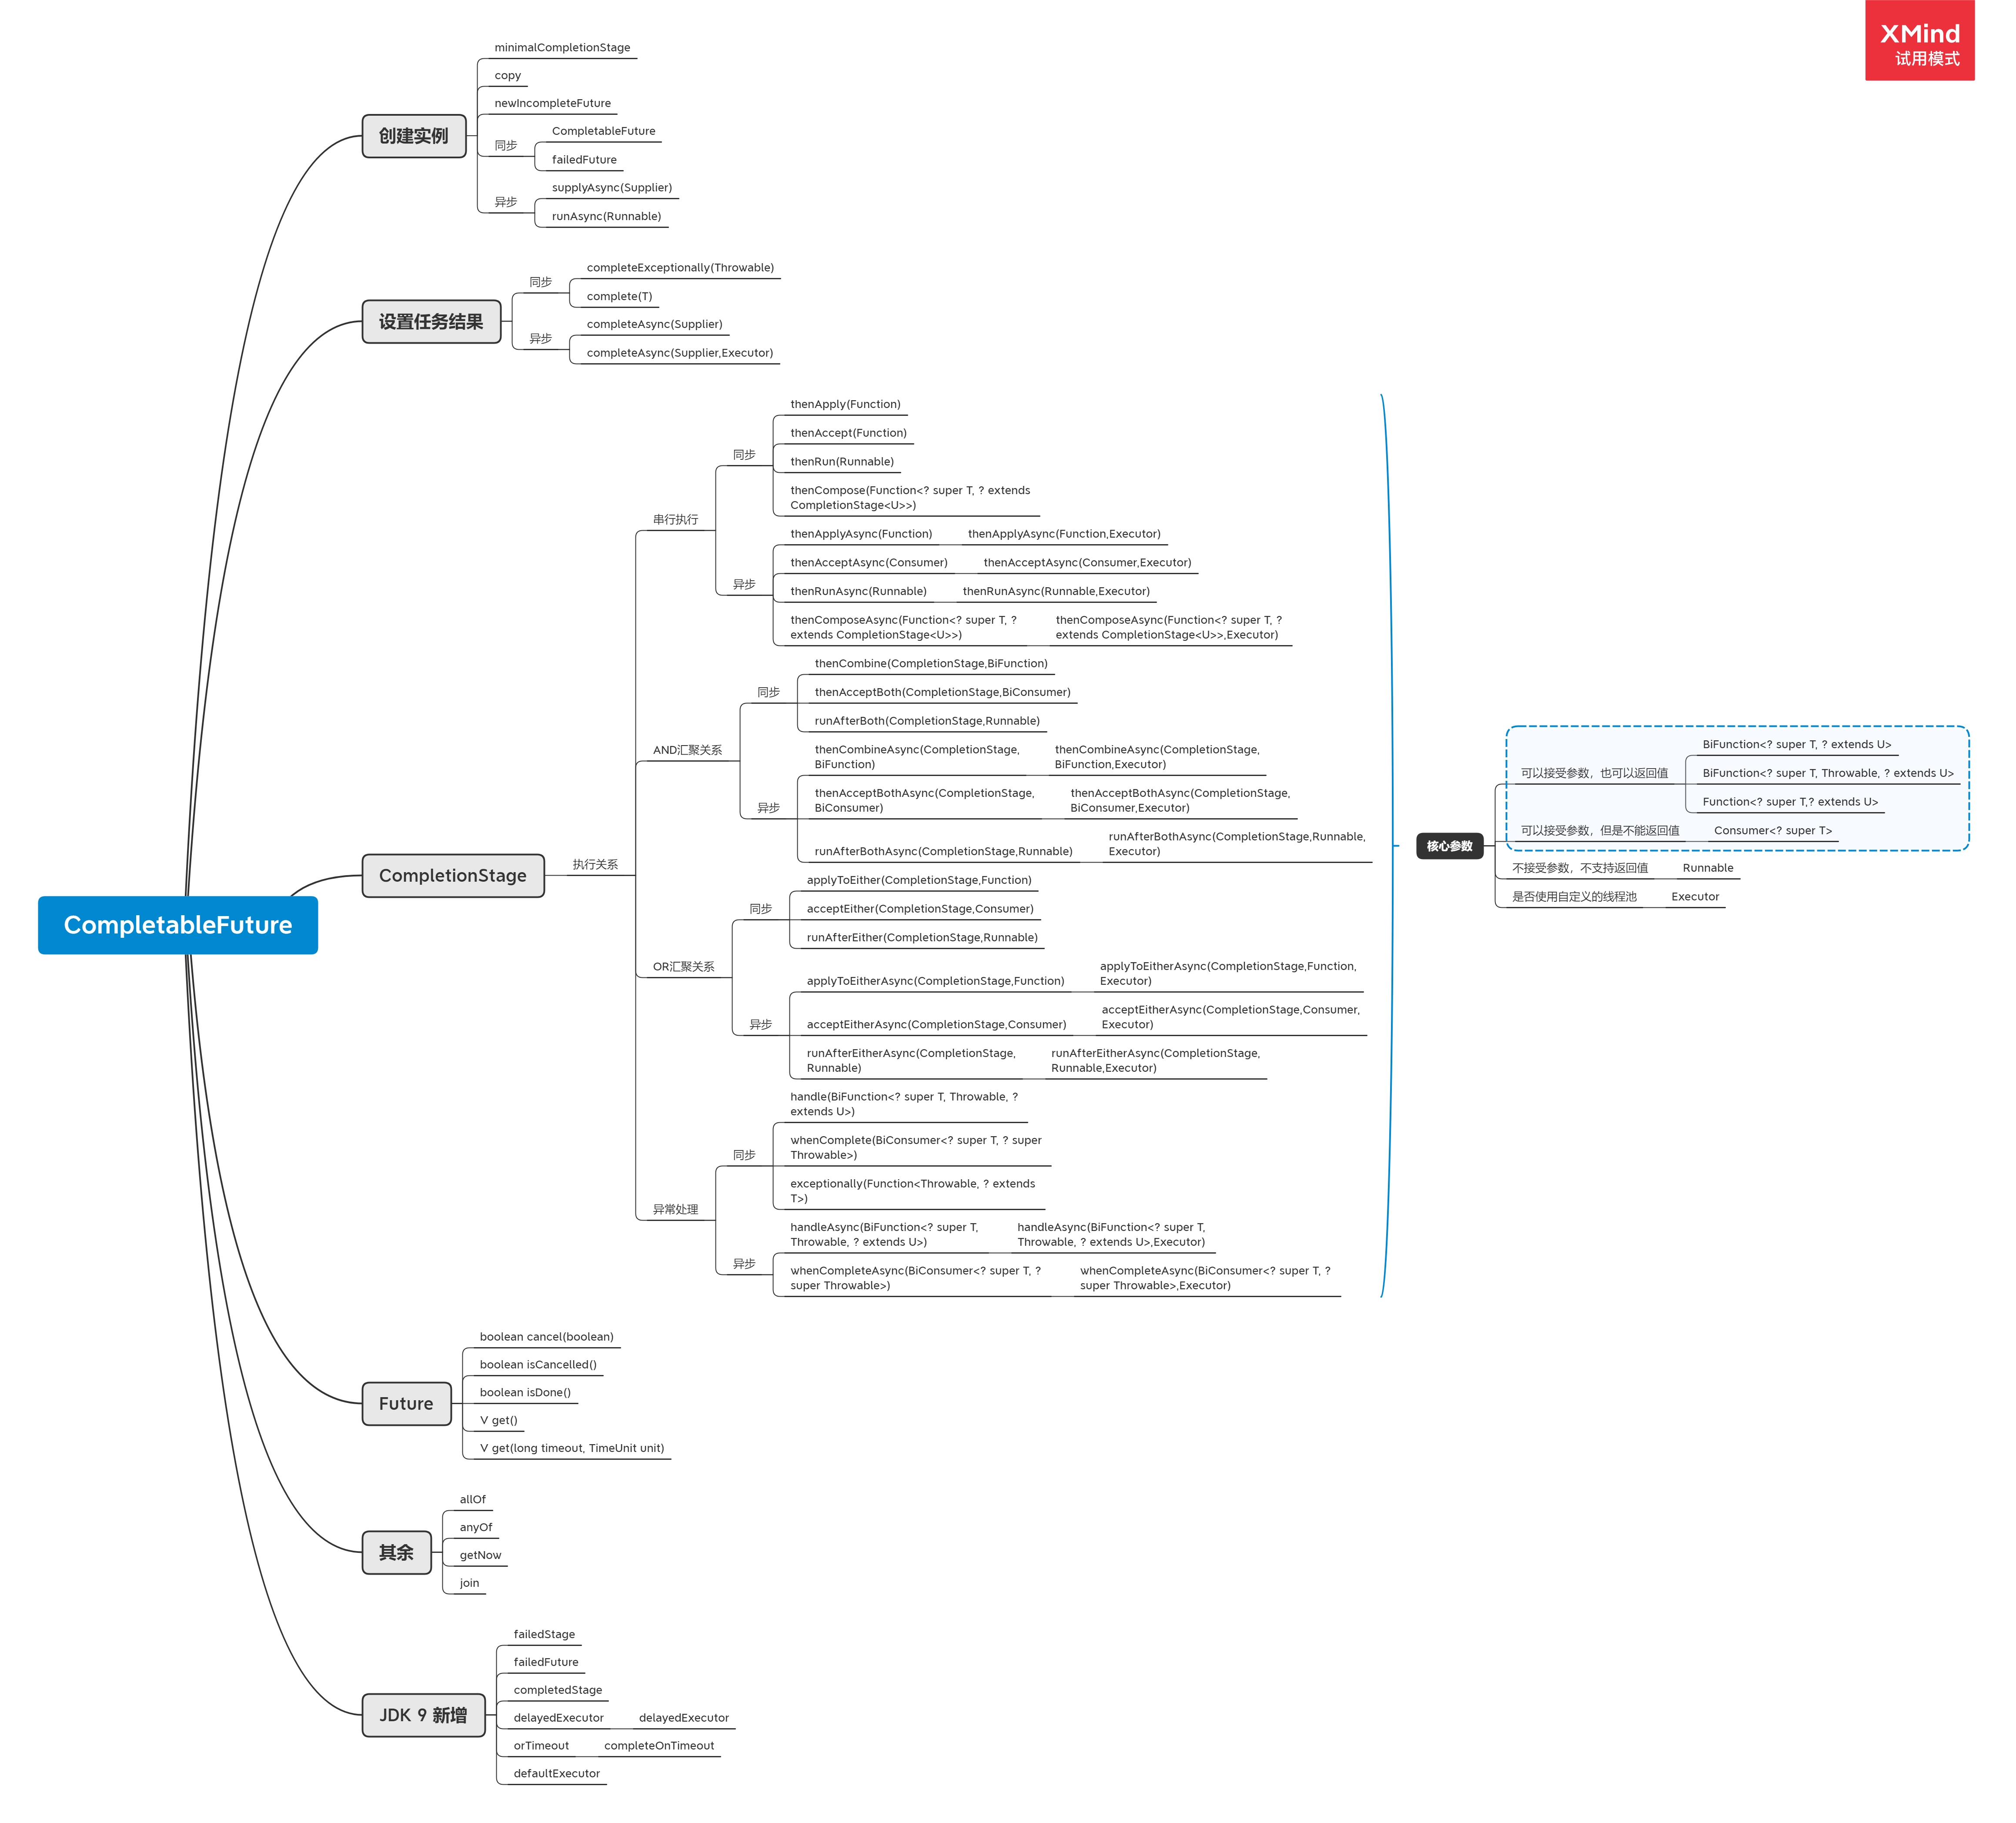 XMind
试用模式
CompletableFuture
创建实例
minimalCompletionStage
copy
newIncompleteFuture
同步
CompletableFuture
failedFuture
异步
supplyAsync(Supplier)
runAsync(Runnable)
设置任务结果
同步
completeExceptionally(Throwable)
complete(T)
异步
completeAsync(Supplier)
completeAsync(Supplier,Executor)
CompletionStage
执行关系
串行执行
同步
thenApply(Function)
thenAccept(Function)
thenRun(Runnable)
thenCompose(Function<? super T, ? extends
CompletionStage<U>>)
异步
thenApplyAsync(Function)
thenApplyAsync(Function,Executor)
thenAcceptAsync(Consumer)
thenAcceptAsync(Consumer,Executor)
thenRunAsync(Runnable)
thenRunAsync(Runnable,Executor)
thenComposeAsync(Function<? super T, ?
extends CompletionStage<U>>)
thenComposeAsync(Function<? super T, ?
extends CompletionStage<U>>,Executor)
AND汇聚关系
同步
thenCombine(CompletionStage,BiFunction)
thenAcceptBoth(CompletionStage,BiConsumer)
runAfterBoth(CompletionStage,Runnable)
异步
thenCombineAsync(CompletionStage,
BiFunction)
thenCombineAsync(CompletionStage,
BiFunction,Executor)
thenAcceptBothAsync(CompletionStage,
BiConsumer)
thenAcceptBothAsync(CompletionStage,
BiConsumer,Executor)
runAfterBothAsync(CompletionStage,Runnable)
runAfterBothAsync(CompletionStage,Runnable,
Executor)
OR汇聚关系
同步
applyToEither(CompletionStage,Function)
acceptEither(CompletionStage,Consumer)
runAfterEither(CompletionStage,Runnable)
异步
applyToEitherAsync(CompletionStage,Function)
applyToEitherAsync(CompletionStage,Function,
Executor)
acceptEitherAsync(CompletionStage,Consumer)
acceptEitherAsync(CompletionStage,Consumer,
Executor)
runAfterEitherAsync(CompletionStage,
Runnable)
runAfterEitherAsync(CompletionStage,
Runnable,Executor)
异常处理
同步
handle(BiFunction<? super T, Throwable, ?
extends U>)
whenComplete(BiConsumer<? super T, ? super
Throwable>)
exceptionally(Function<Throwable, ? extends
T>)
异步
handleAsync(BiFunction<? super T,
Throwable, ? extends U>)
handleAsync(BiFunction<? super T,
Throwable, ? extends U>,Executor)
whenCompleteAsync(BiConsumer<? super T, ?
super Throwable>)
whenCompleteAsync(BiConsumer<? super T, ?
super Throwable>,Executor)
核心参数
可以接受参数，也可以返回值
BiFunction<? super T, ? extends U>
BiFunction<? super T, Throwable, ? extends U>
Function<? super T,? extends U>
可以接受参数，但是不能返回值
Consumer<? super T>
不接受参数，不支持返回值
Runnable
是否使用自定义的线程池
Executor
Future
boolean cancel(boolean)
boolean isCancelled()
boolean isDone()
V get()
V get(long timeout, TimeUnit unit)
其余
allOf
anyOf
getNow
join
JDK 9 新增
failedStage
failedFuture
completedStage
delayedExecutor
delayedExecutor
orTimeout
completeOnTimeout
defaultExecutor